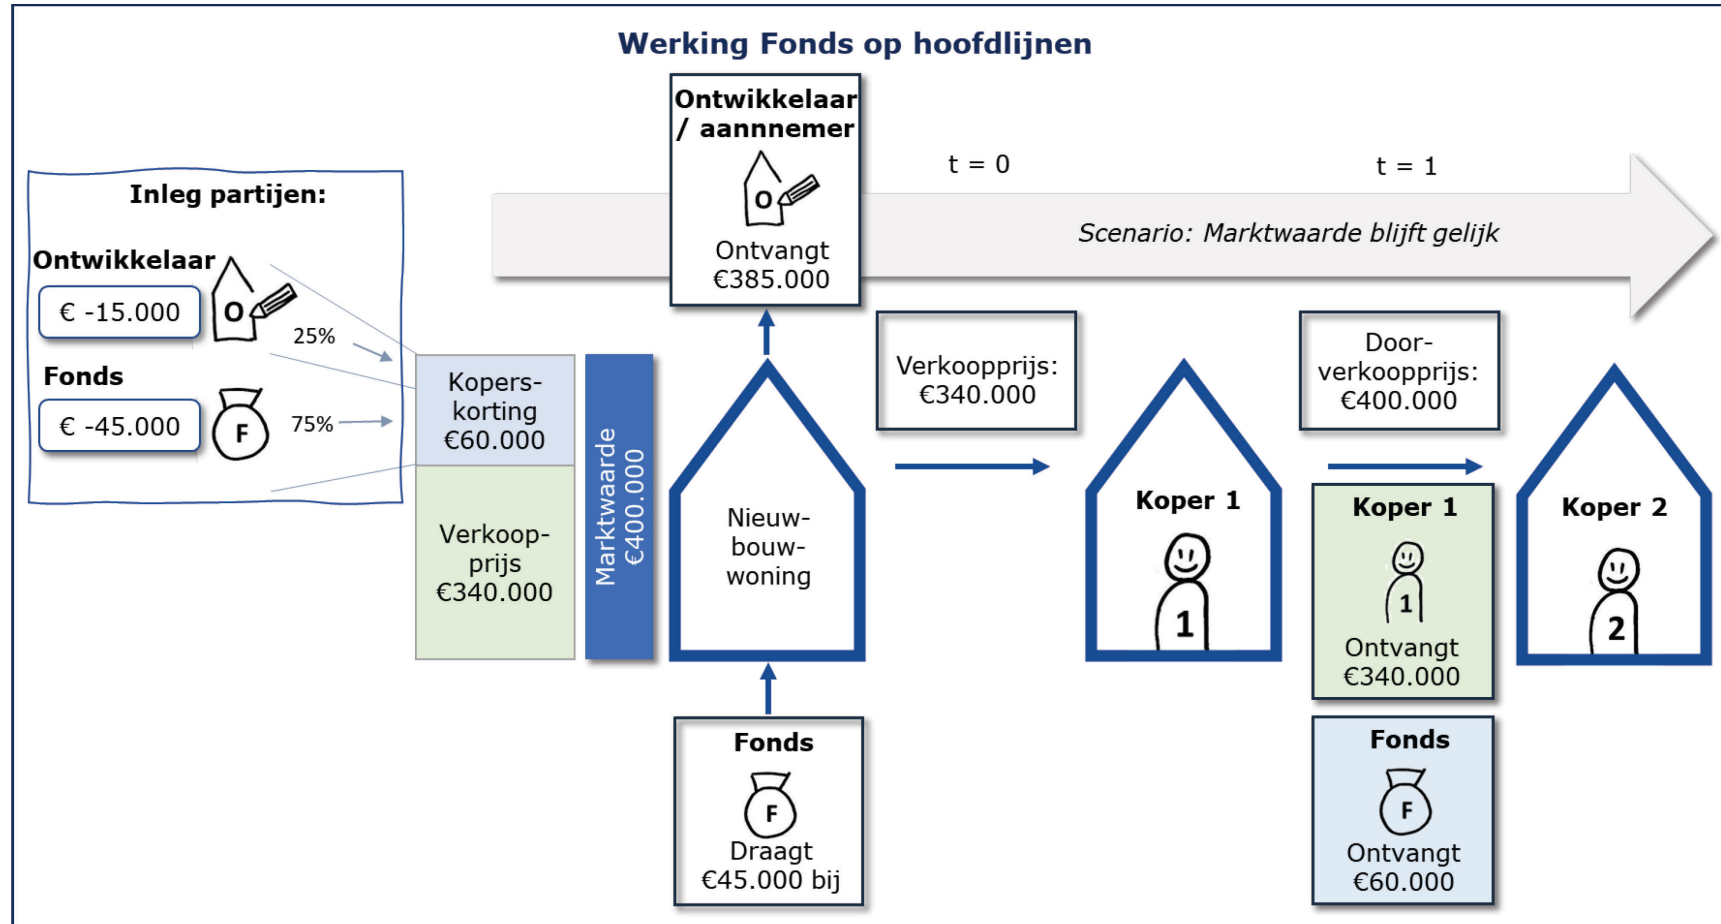 Werking Fonds op hoofdlijnen
Inleg partijen:
Ontwikkelaar
€ -15.000
O
25%
Fonds
€ -45.000
F
75%
Kopers-
korting
€60.000
Verkoop-
prijs
€340.000
Marktwaarde
€400.000
Ontwikkelaar
/ aannnemer
O
Ontvangt
€385.000
Nieuw-
bouw-
woning
Fonds
F
Draagt
€45.000 bij
t = 0
t = 1
Scenario: Marktwaarde blijft gelijk
Verkoopprijs:
€340.000
Koper 1
1
Door-
verkoopprijs:
€400.000
Koper 1
1
Ontvangt
€340.000
Fonds
F
Ontvangt
€60.000
Koper 2
2